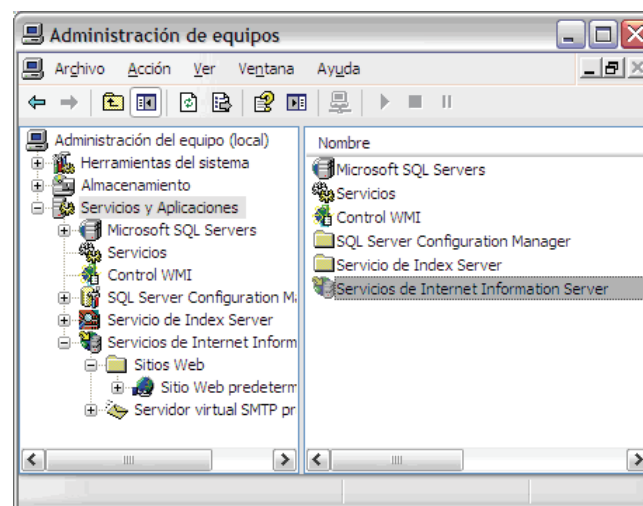 Administración de equipos
Archivo Acción Ver Ventana Ayuda
Administración del equipo (local)
Herramientas del sistema
Almacenamiento
Servicios y Aplicaciones
Microsoft SQL Servers
Servicios
Control WMI
SQL Server Configuration M
Servicio de Index Server
Servicios de Internet Inform
Sitios Web
Sitio Web predeterm
Servidor virtual SMTP pr
Nombre
Microsoft SQL Servers
Servicios
Control WMI
SQL Server Configuration Manager
Servicio de Index Server
Servicios de Internet Information Server